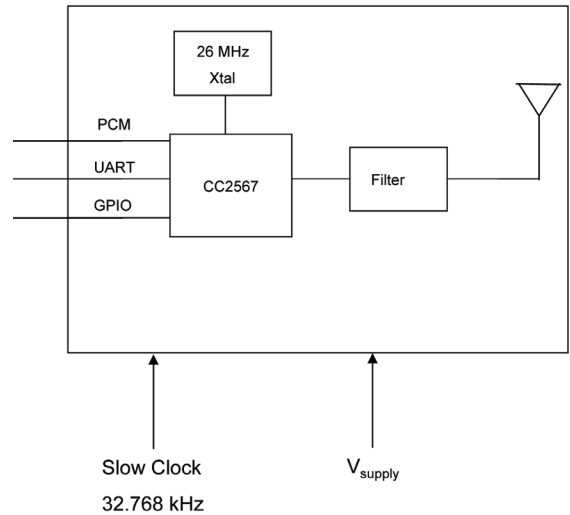 26 MHz
Xtal
PCM
UART
GPIO
CC2567
Filter
Slow Clock
32.768 kHz
Vsupply